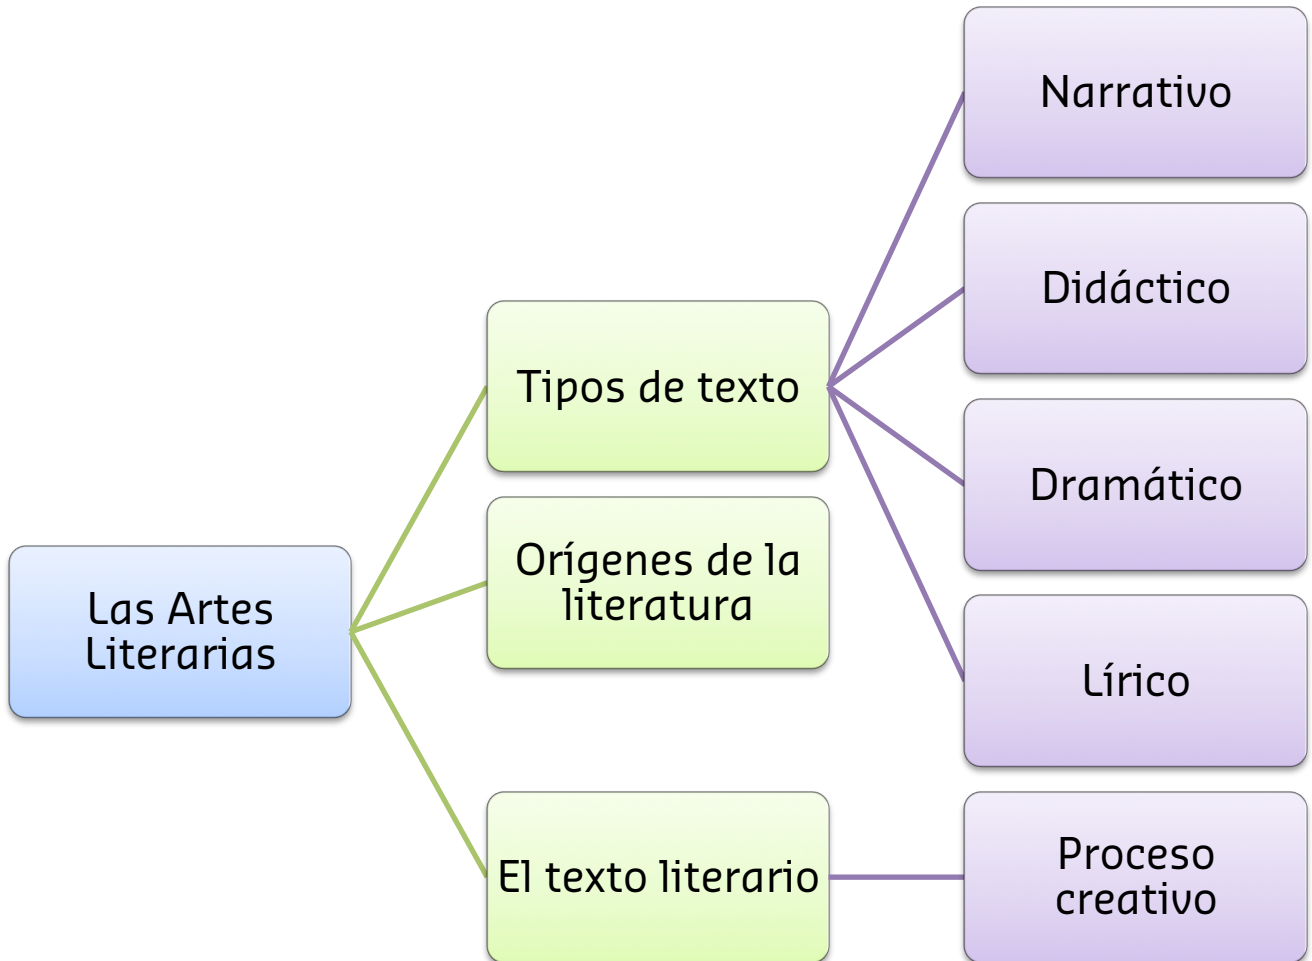 Las Artes
Literarias
Tipos de texto
Narrativo
Didáctico
Dramático
Lírico
Orígenes de la
literatura
El texto literario
Proceso
creativo